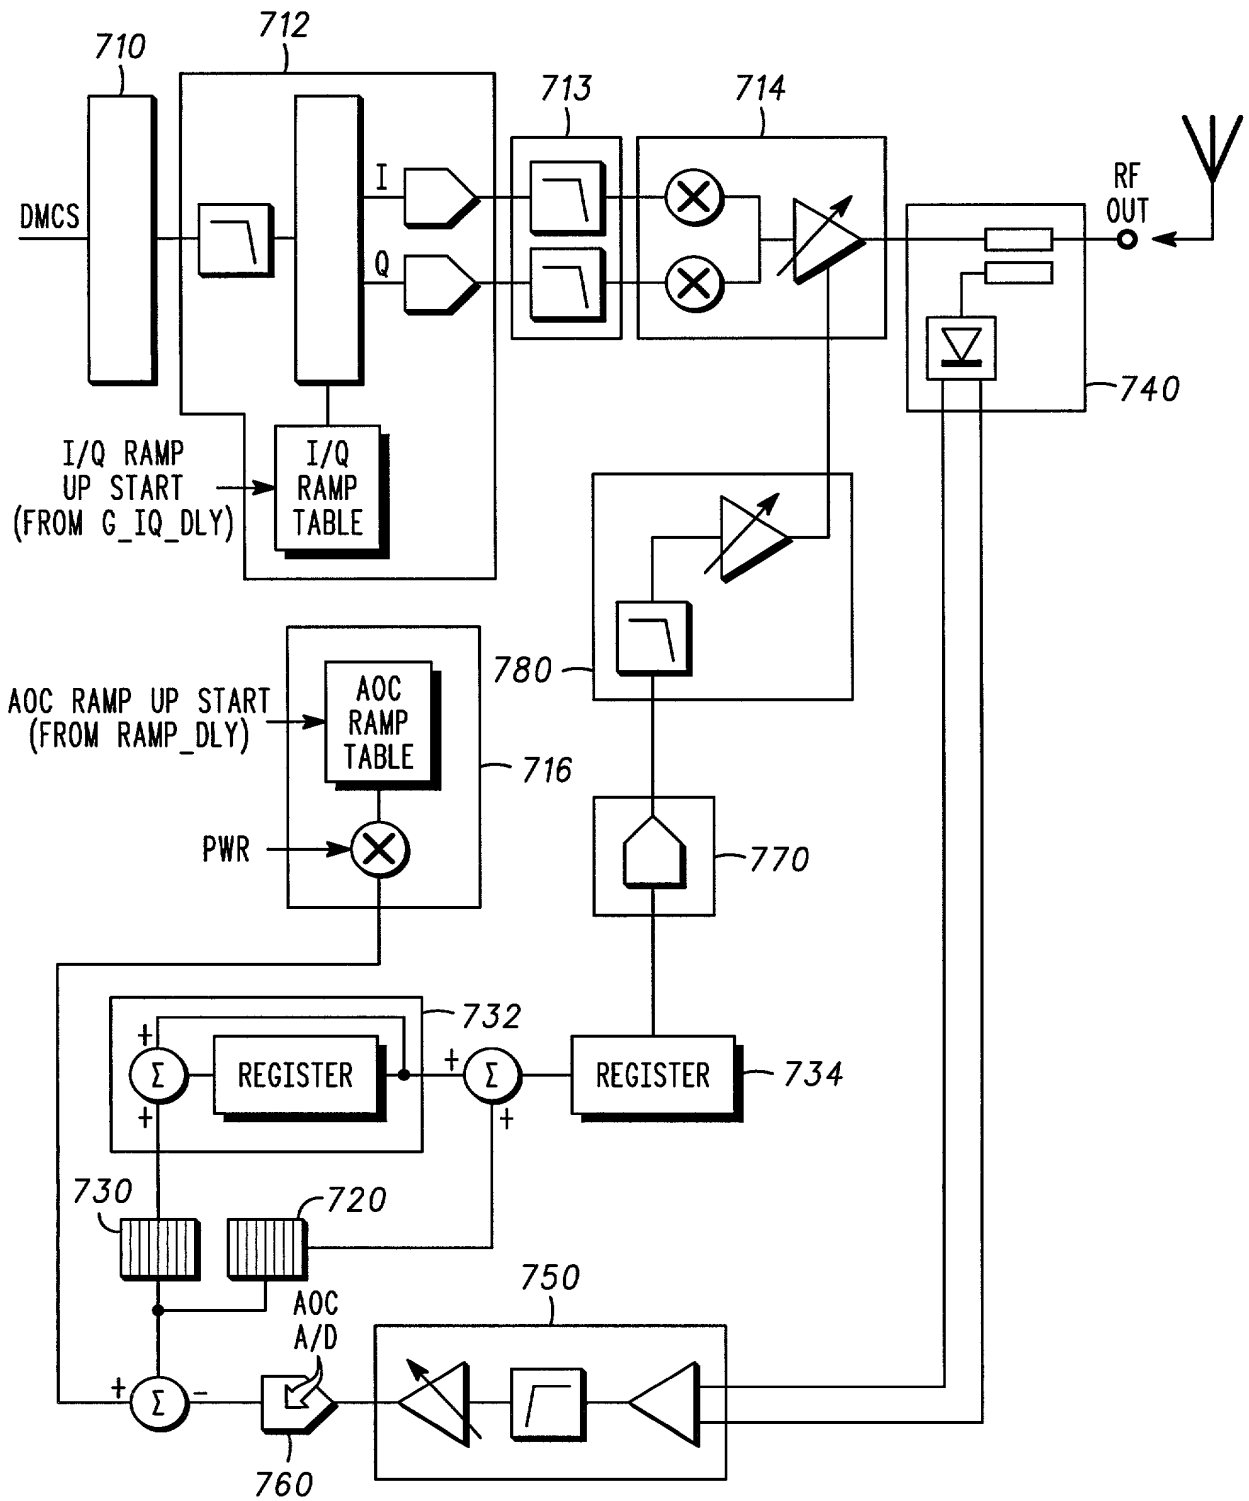 710
712
713
714
DMCS
I
Q
RF
OUT
740
I/Q RAMP
UP START
(FROM G_IQ_DLY)
I/Q
RAMP
TABLE
780
AOC RAMP UP START
(FROM RAMP_DLY)
AOC
RAMP
TABLE
716
PWR
770
732
+
Σ
+
REGISTER
+
Σ
+
REGISTER
734
730
720
750
AOC
A/D
+
Σ
-
760